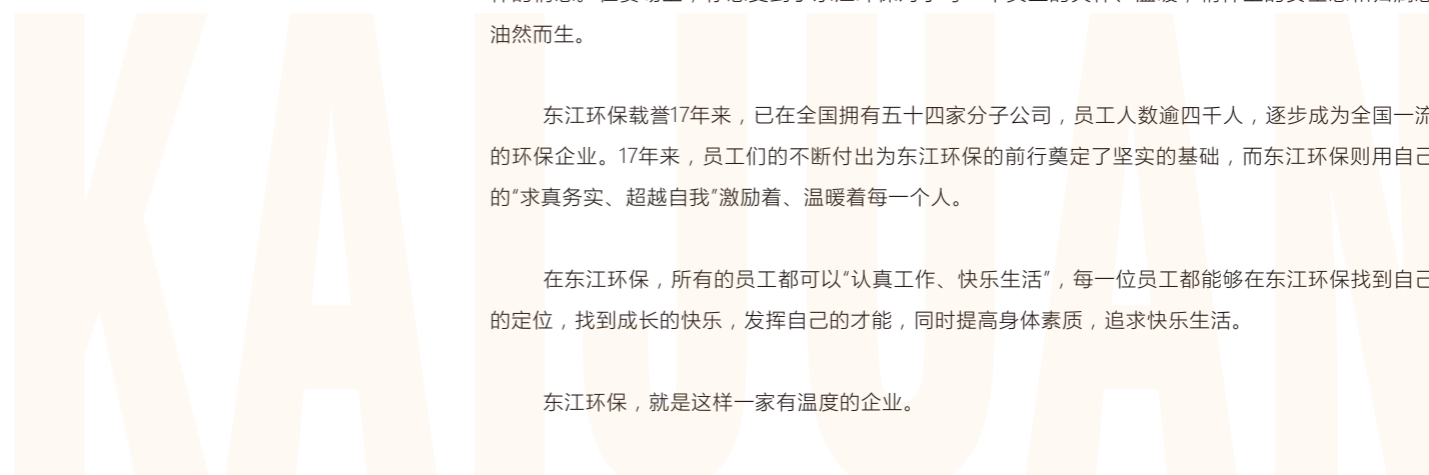 油然而生。
东江环保载誉17年来，已在全国拥有五十四家分子公司，员工人数逾四千人，逐步成为全国一流
的环保企业。17年来，员工们的不断付出为东江环保的前行奠定了坚实的基础，而东江环保则用自己
的“求真务实、超越自我”激励着、温暖着每一个人。
在东江环保，所有的员工都可以“认真工作、快乐生活”，每一位员工都能够在东江环保找到自己
的定位，找到成长的快乐，发挥自己的才能，同时提高身体素质，追求快乐生活。
东江环保，就是这样一家有温度的企业。
KAIJUAN